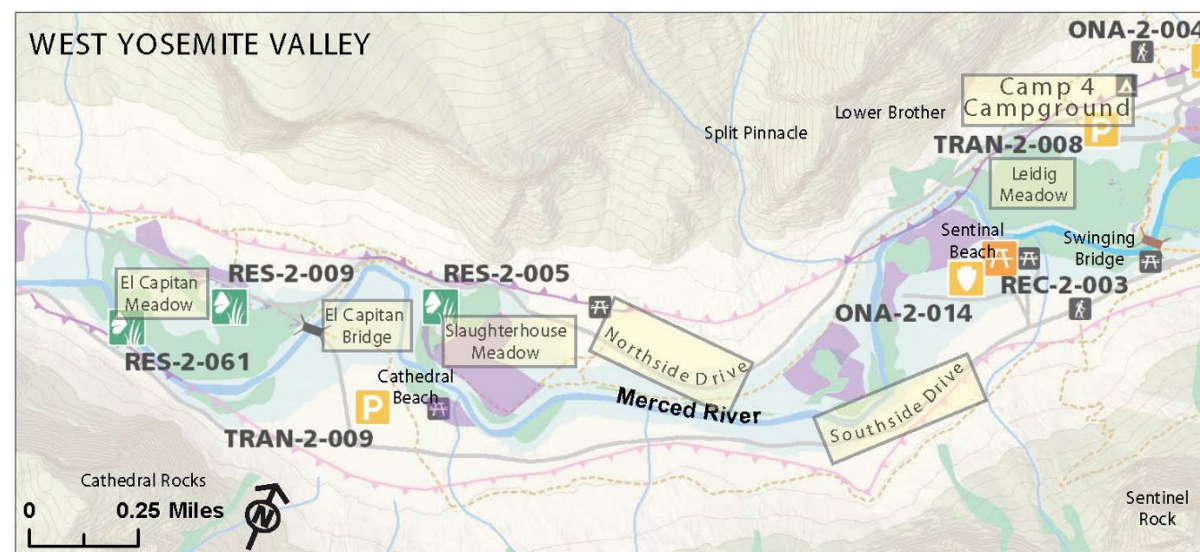 WEST YOSEMITE VALLEY
ONA-2-004
Camp 4
Campground
P
Lower Brother
Split Pinnacle
TRAN-2-008
Leidig
Meadow
Sentinal
Beach
Swinging
Bridge
REC-2-003
ONA-2-014
El Capitan
Meadow
RES-2-009
RES-2-005
El Capitan
Bridge
Slaughterhouse
Meadow
RES-2-061
Northside Drive
Cathedral
Beach
Merced River
Southside Drive
P
TRAN-2-009
Cathedral Rocks
0 0.25 Miles
N
Sentinel
Rock